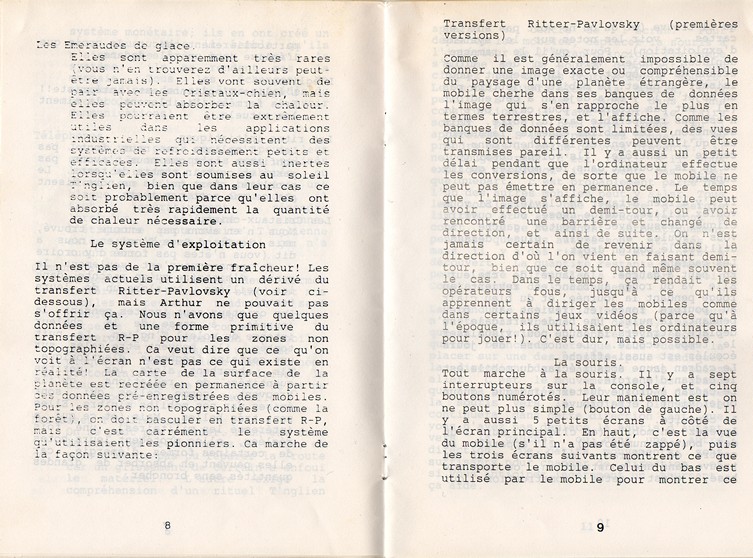 Les Emeraudes de glace.
Elles sont apparemment très rares
(vous n'en trouverez d'ailleurs peut-
être jamais). Elles vont souvent de
pair avec les Cristaux-chien, mais
elles peuvent absorber la chaleur.
Elles pourraient être extrêmement
utiles dans les applications
industrielles qui nécessitent des
systèmes de refroidissement petits et
efficaces. Elles sont aussi inertes
lorsqu'elles sont soumises au soleil
T'nglien, bien que dans leur cas ce
soit probablement parce qu'elles ont
absorbé très rapidement la quantité
de chaleur nécessaire.
Le système d'exploitation
Il n'est pas de la première fraîcheur! Les
systèmes actuels utilisent un dérivé du
transfert Ritter-Pavlovsky (voir ci-
dessous), mais Arthur ne pouvait pas
s'offrir ça. Nous n'avons que quelques
données et une forme primitive du
transfert R-P pour les zones non
topographiées. Ca veut dire que ce qu'on
voit à l'écran n'est pas ce qui existe en
réalité! La carte de la surface de la
planète est recréée en permanence à partir
des données pré-enregistrées des mobiles.
Pour les zones non topographiées (comme la
forêt), on doit basculer en transfert R-P,
mais c'est carrément le système
qu'utilisaient les pionniers. Ca marche de
la façon suivante:
8
Transfert Ritter-Pavlovsky (premières
versions)
Comme il est généralement impossible de
donner une image exacte ou compréhensible
du paysage d'une planète étrangère, le
mobile cherhe dans ses banques de données
l'image qui s'en rapproche le plus en
termes terrestres, et l'affiche. Comme les
banques de données sont limitées, des vues
qui sont différentes peuvent être
transmises pareil. Il y a aussi un petit
délai pendant que l'ordinateur effectue
les conversions, de sorte que le mobile ne
peut pas émettre en permanence. Le temps
que l'image s'affiche, le mobile peut
avoir effectué un demi-tour, ou avoir
rencontré une barrière et changé de
direction, et ainsi de suite. On n'est
jamais certain de revenir dans la
direction d'où l'on vient en faisant demi-
tour, bien que ce soit quand même souvent
le cas. Dans le temps, ça rendait les
opérateurs fous, jusqu'à ce qu'ils
apprennent à diriger les mobiles comme
dans certains jeux vidéos (parce qu'à
l'époque, ils utilisaient les ordinateurs
pour jouer!). C'est dur, mais possible.
La souris.
Tout marche à la souris. Il y a sept
interrupteurs sur la console, et cinq
boutons numérotés. Leur maniement est on
ne peut plus simple (bouton de gauche). Il
y a aussi 5 petits écrans à côté de
l'écran principal. En haut, c'est la vue
du mobile (s'il n'a pas été zappé), puis
les trois écrans suivants montrent ce que
transporte le mobile. Celui du bas est
utilisé par le mobile pour montrer ce
9